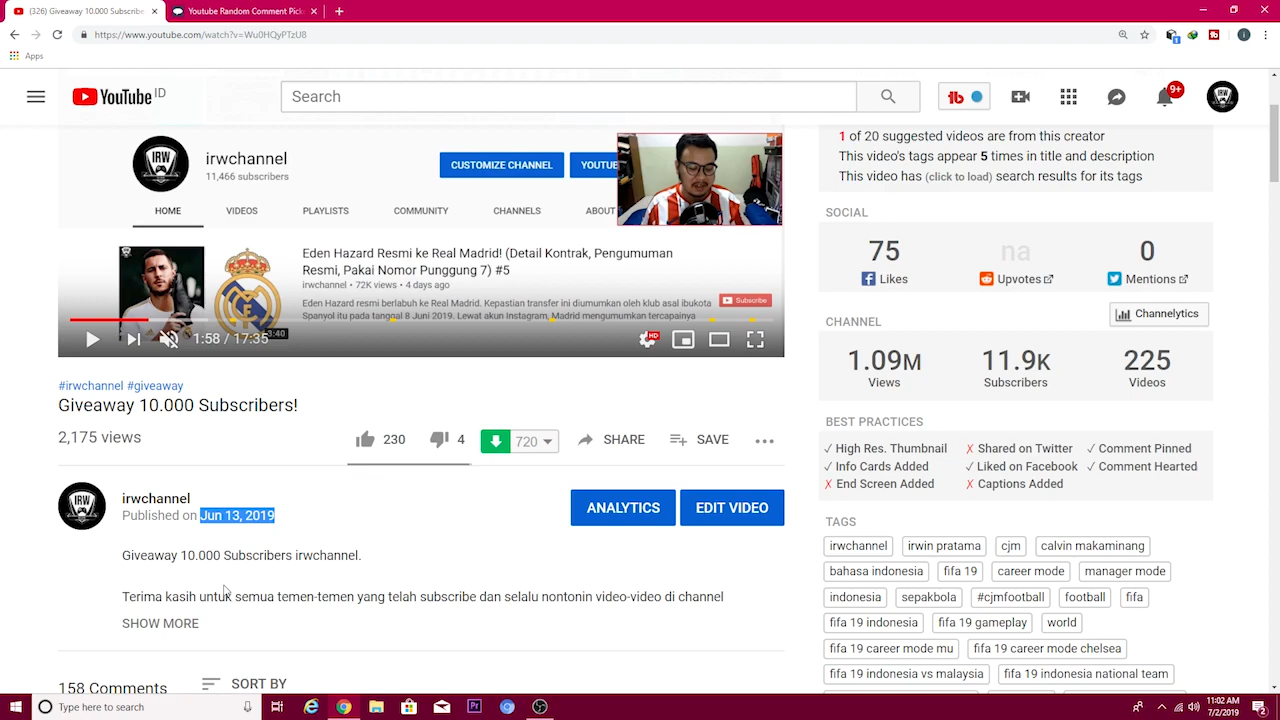 (326) Giveaway 10.000 Subscribe
Youtube Random Comment Pick
https://www.youtube.com/watch?v=Wu0HQyPTzU8
Apps
YouTube ID
Search
9+
irwchannel
11,466 subscribers
CUSTOMIZE CHANNEL
YOUTU
HOME
VIDEOS
PLAYLISTS
COMMUNITY
CHANNELS
ABOUT
Eden Hazard Resmi ke Real Madrid! (Detail Kontrak, Pengumuman
Resmi, Pakai Nomor Punggung 7) #5
irwchannel • 72K views • 4 days ago
Eden Hazard resmi berlabuh ke Real Madrid. Kepastian transfer ini diumumkan oleh klub asal ibukota
Spanyol itu pada tanggal 8 Juni 2019. Lewat akun Instagram, Madrid mengumumkan tercapainya
Subscribe
3:40
1:58 / 17:35
HD
#irwchannel #giveaway
Giveaway 10.000 Subscribers!
2,175 views
230
4
720
SHARE
SAVE
irwchannel
Published on Jun 13, 2019
ANALYTICS
EDIT VIDEO
Giveaway 10.000 Subscribers irwchannel.
Terima kasih untuk semua temen-temen yang telah subscribe dan selalu nontonin video-video di channel
SHOW MORE
158 Comments
SORT BY
1 of 20 suggested videos are from this creator
This video's tags appear 5 times in title and description
This video has (click to load) search results for its tags
SOCIAL
75
na
0
Likes
Upvotes
Mentions
CHANNEL
Channelytics
1.09M
11.9K
225
Views
Subscribers
Videos
BEST PRACTICES
✓ High Res. Thumbnail
✗ Shared on Twitter
✓ Comment Pinned
✓ Info Cards Added
✓ Liked on Facebook
✓ Comment Hearted
✗ End Screen Added
✗ Captions Added
TAGS
irwchannel
irwin pratama
cjm
calvin makaminang
bahasa indonesia
fifa 19
career mode
manager mode
indonesia
sepakbola
#cjmfootball
football
fifa
fifa 19 indonesia
fifa 19 gameplay
world
fifa 19 career mode mu
fifa 19 career mode chelsea
fifa 19 indonesia vs malaysia
fifa 19 indonesia national team
Type here to search
11:02 AM
7/2/2019
2